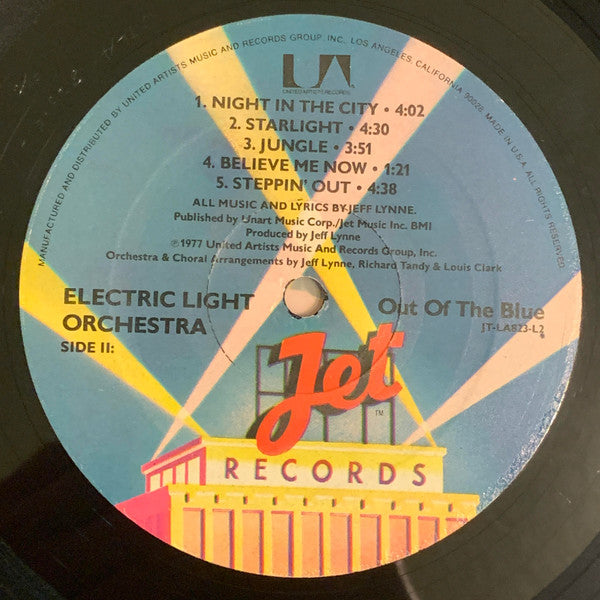 MANUFACTURED AND DISTRIBUTED BY UNITED ARTISTS MUSIC AND RECORDS GROUP, INC., LOS ANGELES, CALIFORNIA 90028. MADE IN U.S.A. ALL RIGHTS RESERVED.
UA
UNITED ARTISTS RECORDS
1. NIGHT IN THE CITY • 4:02
2. STARLIGHT • 4:30
3. JUNGLE • 3:51
4. BELIEVE ME NOW • 1:21
5. STEPPIN' OUT • 4:38
ALL MUSIC AND LYRICS BY JEFF LYNNE.
Published by Unart Music Corp./Jet Music Inc. BMI
Produced by Jeff Lynne
℗1977 United Artists Music And Records Group, Inc.
Orchestra & Choral Arrangements by Jeff Lynne, Richard Tandy & Louis Clark
ELECTRIC LIGHT
ORCHESTRA
SIDE II:
Out Of The Blue
JT-LA823-L2
Jet
TM
RECORDS